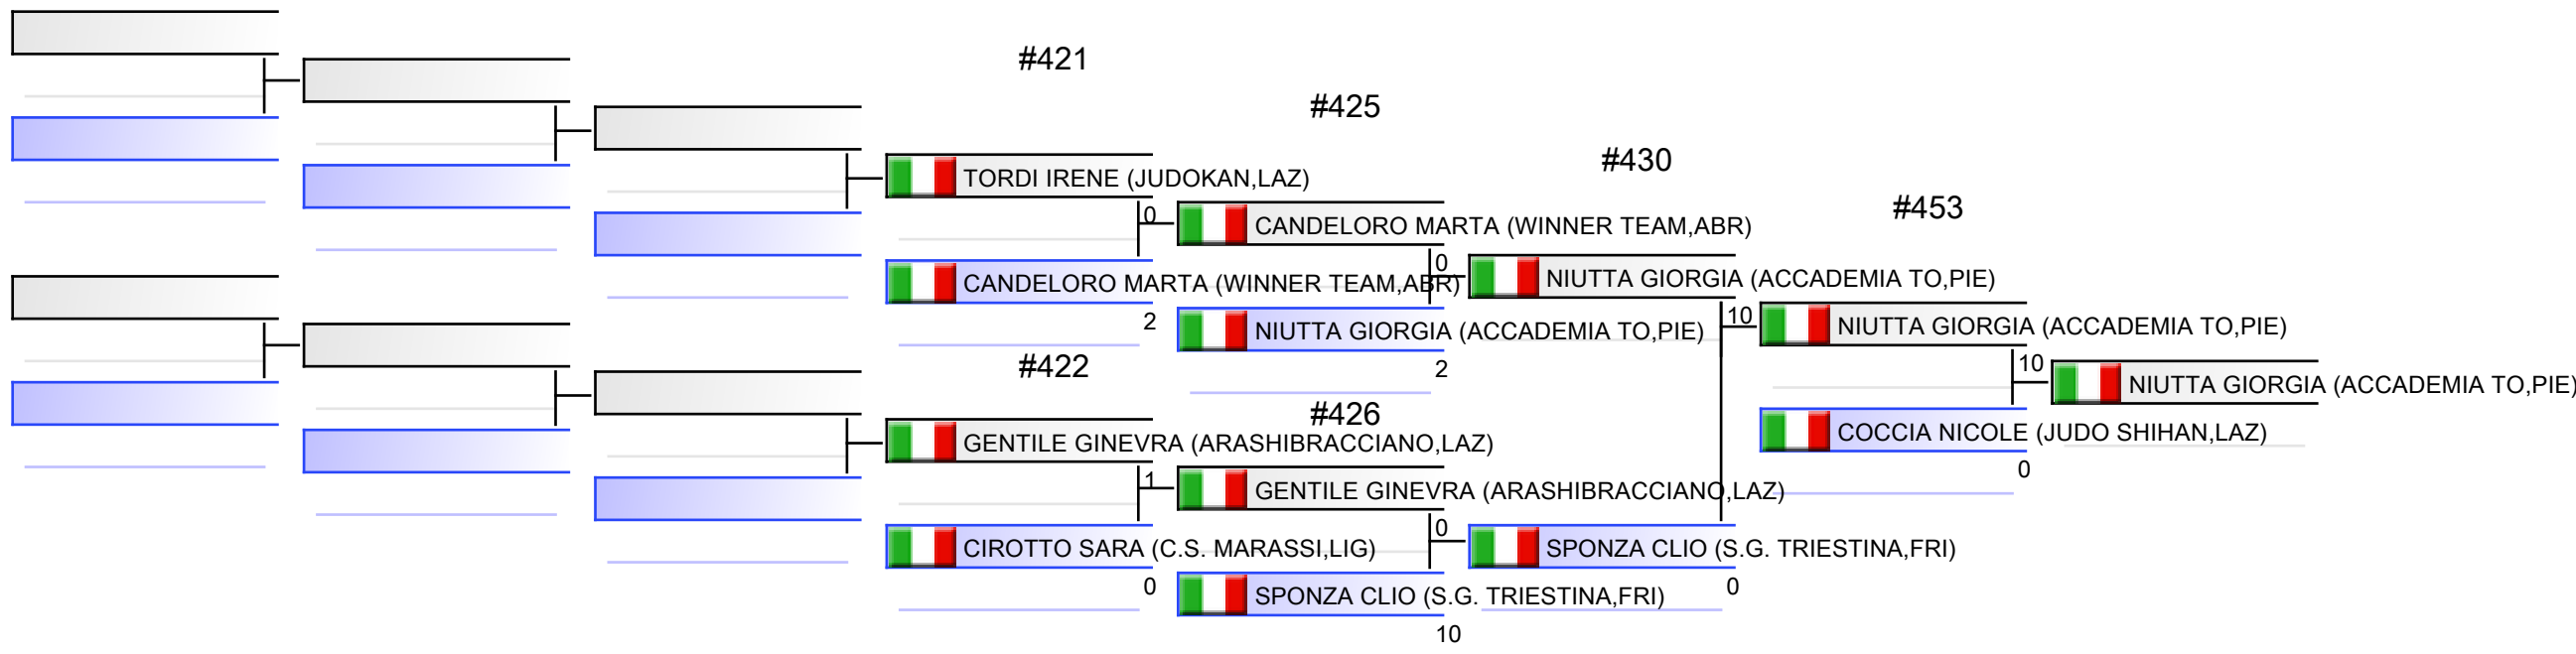 #421
#425
#430
TORDI IRENE (JUDOKAN,LAZ)
#453
0
CANDELORO MARTA (WINNER TEAM,ABR)
0
CANDELORO MARTA (WINNER TEAM,ABR)
NIUTTA GIORGIA (ACCADEMIA TO,PIE)
2
NIUTTA GIORGIA (ACCADEMIA TO,PIE)
10
NIUTTA GIORGIA (ACCADEMIA TO,PIE)
#422
2
10
NIUTTA GIORGIA (ACCADEMIA TO,PIE)
#426
GENTILE GINEVRA (ARASHIBRACCIANO,LAZ)
COCCIA NICOLE (JUDO SHIHAN,LAZ)
0
1
GENTILE GINEVRA (ARASHIBRACCIANO,LAZ)
0
CIROTTO SARA (C.S. MARASSI,LIG)
SPONZA CLIO (S.G. TRIESTINA,FRI)
0
SPONZA CLIO (S.G. TRIESTINA,FRI)
0
10